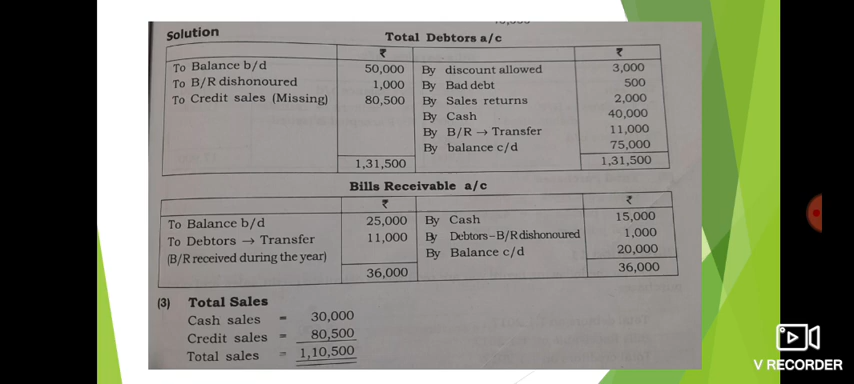 Solution
Total Debtors a/c
₹ ₹
To Balance b/d 50,000 By discount allowed 3,000
To B/R dishonoured 1,000 By Bad debt 500
To Credit sales (Missing) 80,500 By Sales returns 2,000
By Cash 40,000
By B/R → Transfer 11,000
By balance c/d 75,000
1,31,500 1,31,500
Bills Receivable a/c
₹ ₹
To Balance b/d 25,000 By Cash 15,000
To Debtors → Transfer 11,000 By Debtors–B/R dishonoured 1,000
(B/R received during the year) By Balance c/d 20,000
36,000 36,000
(3) Total Sales
Cash sales = 30,000
Credit sales = 80,500
Total sales = 1,10,500
V RECORDER